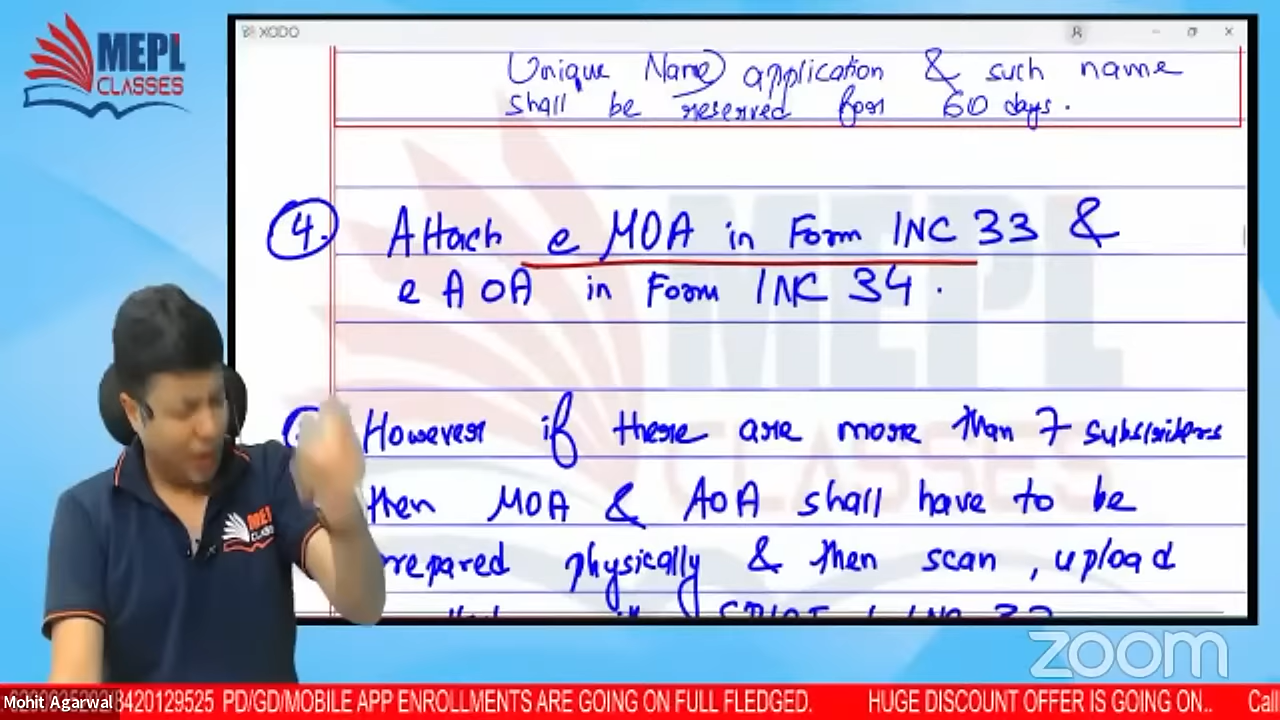 MEPL
CLASSES
XODO
Unique Name application & such name
shall be reserved for 60 days.
4. Attach e MOA in Form INC 33 &
e AOA in Form INC 34.
However if there are more than 7 subscribers
then MOA & AOA shall have to be
prepared physically & then scan, upload
MEPL
CLASSES
zoom
Mohit Agarwal
8420129525 PD/GD/MOBILE APP ENROLLMENTS ARE GOING ON FULL FLEDGED. HUGE DISCOUNT OFFER IS GOING ON.. Call